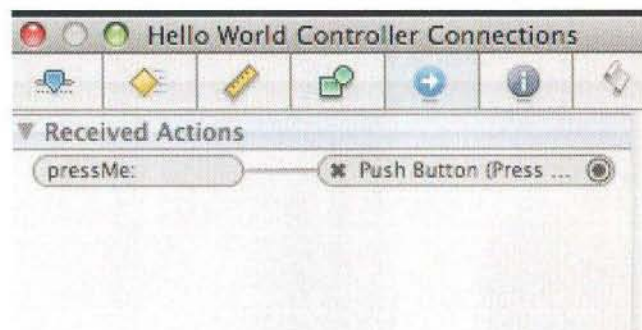 Hello World Controller Connections
Received Actions
pressMe: Push Button (Press ...